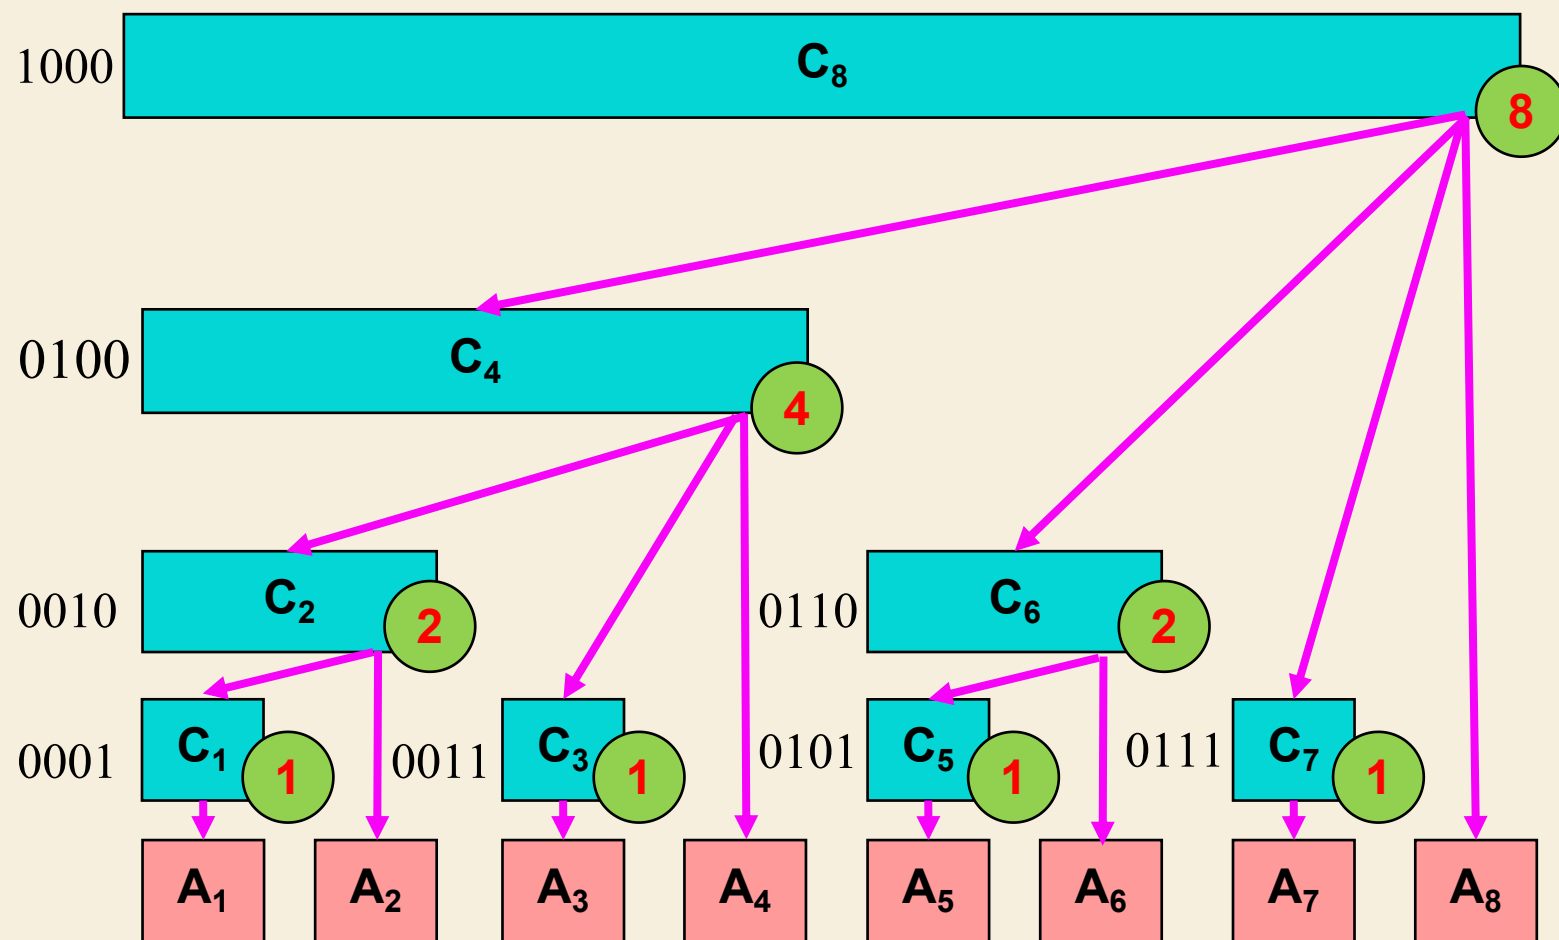 1000 C₈
8
0100 C₄
4
0010 C₂ 2 0110 C₆ 2
0001 C₁ 1 0011 C₃ 1 0101 C₅ 1 0111 C₇ 1
A₁ A₂ A₃ A₄ A₅ A₆ A₇ A₈